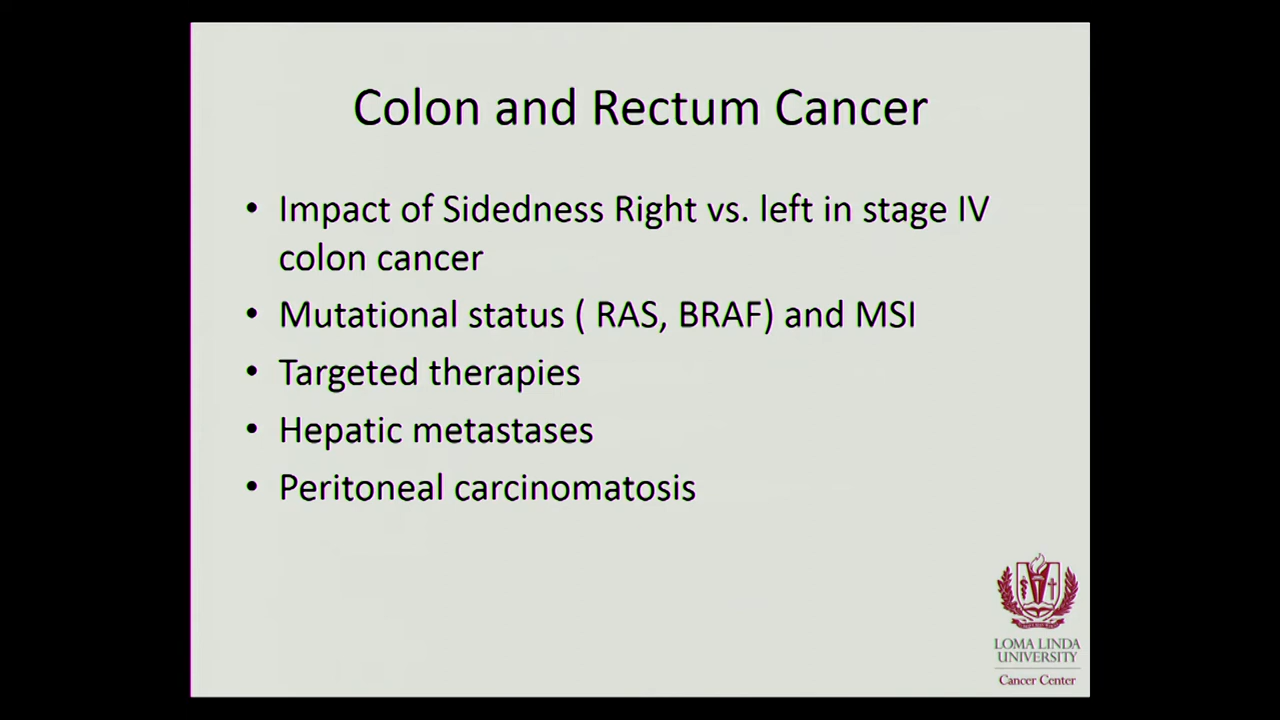 Colon and Rectum Cancer
• Impact of Sidedness Right vs. left in stage IV
colon cancer
• Mutational status ( RAS, BRAF) and MSI
• Targeted therapies
• Hepatic metastases
• Peritoneal carcinomatosis
LOMA LINDA
UNIVERSITY
Cancer Center